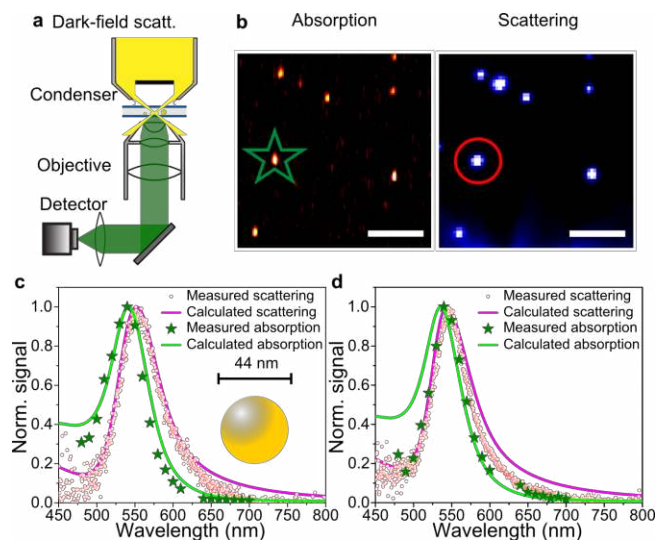 a Dark-field scatt.
Condenser
Objective
Detector
b Absorption Scattering
c
Measured scattering
Calculated scattering
Measured absorption
Calculated absorption
44 nm
Norm. signal
1.0
0.8
0.6
0.4
0.2
0.0
450 500 550 600 650 700 750 800
Wavelength (nm)
d
Measured scattering
Calculated scattering
Measured absorption
Calculated absorption
Norm. signal
1.0
0.8
0.6
0.4
0.2
0.0
450 500 550 600 650 700 750 800
Wavelength (nm)